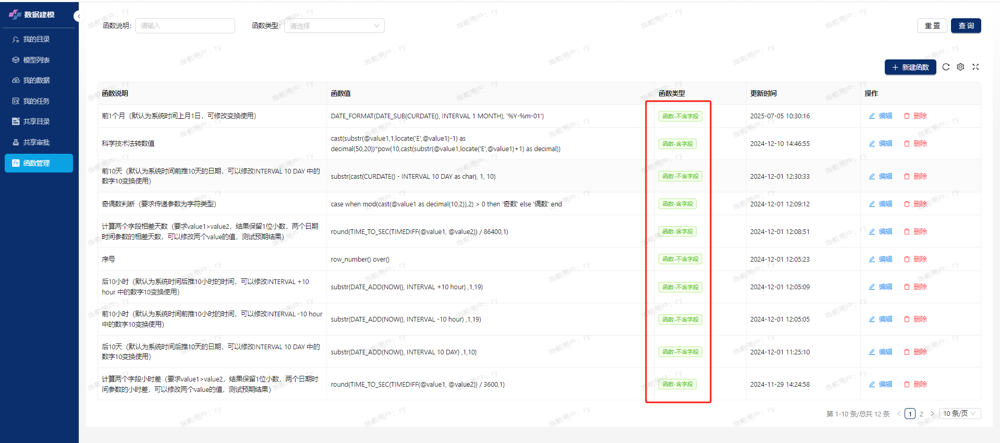 数据建模
我的目录
模型列表
我的数据
我的任务
共享目录
共享审批
函数管理
函数说明: 请输入 函数类型: 请选择 重 置 查 询
新建函数
函数说明 函数值 函数类型 更新时间 操作
前1个月（默认为系统时间上月1日，可修改变换使用） DATE_FORMAT(DATE_SUB(CURDATE(), INTERVAL 1 MONTH), '%Y-%m-01') 函数-不含字段 2025-07-05 10:30:16 编辑 删除
科学技术法转数值 cast(substr(@value1,1,locate('E',@value1)-1) as
decimal(50,20))*pow(10,cast(substr(@value1,locate('E',@value1)+1) as decimal)) 函数-含字段 2024-12-10 14:46:55 编辑 删除
前10天（默认为系统时间前推10天的日期，可以修改INTERVAL 10 DAY 中的
数字10变换使用） substr(cast(CURDATE() - INTERVAL 10 DAY as char), 1, 10) 函数-不含字段 2024-12-01 12:30:33 编辑 删除
奇偶数判断（要求传递参数为字符类型） case when mod(cast(@value1 as decimal(10,2)),2) > 0 then '奇数' else '偶数' end 函数-含字段 2024-12-01 12:09:12 编辑 删除
计算两个字段相差天数（要求value1>value2，结果保留1位小数，两个日期
时间参数的相差天数，可以修改两个value的值，测试预期结果） round(TIME_TO_SEC(TIMEDIFF(@value1, @value2)) / 86400,1) 函数-含字段 2024-12-01 12:08:51 编辑 删除
序号 row_number() over() 函数-不含字段 2024-12-01 12:05:23 编辑 删除
后10小时（默认为系统时间后推10小时的时间，可以修改INTERVAL +10
hour 中的数字10变换使用） substr(DATE_ADD(NOW(), INTERVAL +10 hour) ,1,19) 函数-不含字段 2024-12-01 12:05:09 编辑 删除
前10小时（默认为系统时间前推10小时的时间，可以修改INTERVAL -10 hour
中的数字10变换使用） substr(DATE_ADD(NOW(), INTERVAL -10 hour) ,1,19) 函数-不含字段 2024-12-01 12:05:05 编辑 删除
后10天（默认为系统时间后推10天的日期，可以修改INTERVAL 10 DAY 中的
数字10变换使用） substr(DATE_ADD(NOW(), INTERVAL 10 DAY) ,1,10) 函数-不含字段 2024-12-01 11:25:10 编辑 删除
计算两个字段小时差（要求value1>value2，结果保留1位小数，两个日期时
间参数的小时差，可以修改两个value的值，测试预期结果） round(TIME_TO_SEC(TIMEDIFF(@value1, @value2)) / 3600,1) 函数-含字段 2024-11-29 14:24:58 编辑 删除
第 1-10 条/总共 12 条 < 1 2 > 10 条/页
当前用户：ry